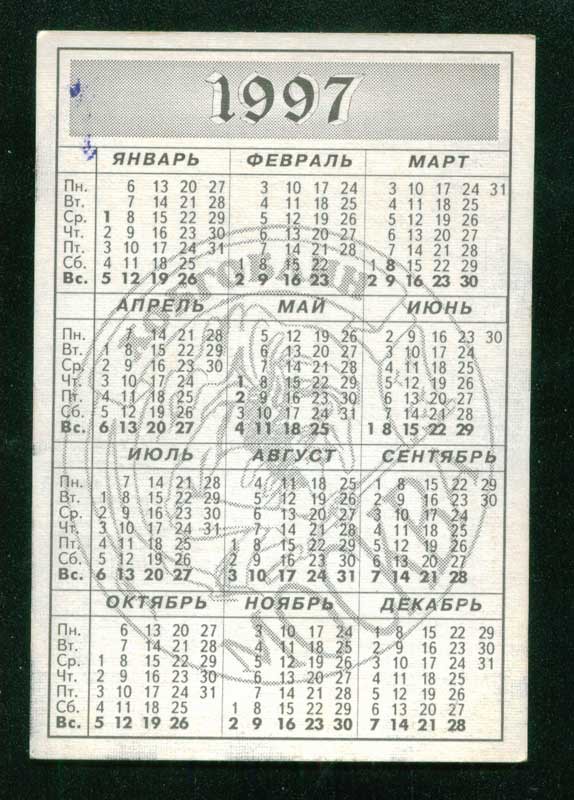 1997
ЯНВАРЬ ФЕВРАЛЬ МАРТ
Пн. 6 13 20 27 3 10 17 24 3 10 17 24 31
Вт. 7 14 21 28 4 11 18 25 4 11 18 25
Ср. 1 8 15 22 29 5 12 19 26 5 12 19 26
Чт. 2 9 16 23 30 6 13 20 27 6 13 20 27
Пт. 3 10 17 24 31 7 14 21 28 7 14 21 28
Сб. 4 11 18 25 1 8 15 22 1 8 15 22 29
Вс. 5 12 19 26 2 9 16 23 2 9 16 23 30
АПРЕЛЬ МАЙ ИЮНЬ
Пн. 7 14 21 28 5 12 19 26 2 9 16 23 30
Вт. 1 8 15 22 29 6 13 20 27 3 10 17 24
Ср. 2 9 16 23 30 7 14 21 28 4 11 18 25
Чт. 3 10 17 24 1 8 15 22 29 5 12 19 26
Пт. 4 11 18 25 2 9 16 23 30 6 13 20 27
Сб. 5 12 19 26 3 10 17 24 31 7 14 21 28
Вс. 6 13 20 27 4 11 18 25 1 8 15 22 29
ИЮЛЬ АВГУСТ СЕНТЯБРЬ
Пн. 7 14 21 28 4 11 18 25 1 8 15 22 29
Вт. 1 8 15 22 29 5 12 19 26 2 9 16 23 30
Ср. 2 9 16 23 30 6 13 20 27 3 10 17 24
Чт. 3 10 17 24 31 7 14 21 28 4 11 18 25
Пт. 4 11 18 25 1 8 15 22 29 5 12 19 26
Сб. 5 12 19 26 2 9 16 23 30 6 13 20 27
Вс. 6 13 20 27 3 10 17 24 31 7 14 21 28
ОКТЯБРЬ НОЯБРЬ ДЕКАБРЬ
Пн. 6 13 20 27 3 10 17 24 1 8 15 22 29
Вт. 7 14 21 28 4 11 18 25 2 9 16 23 30
Ср. 1 8 15 22 29 5 12 19 26 3 10 17 24 31
Чт. 2 9 16 23 30 6 13 20 27 4 11 18 25
Пт. 3 10 17 24 31 7 14 21 28 5 12 19 26
Сб. 4 11 18 25 1 8 15 22 29 6 13 20 27
Вс. 5 12 19 26 2 9 16 23 30 7 14 21 28